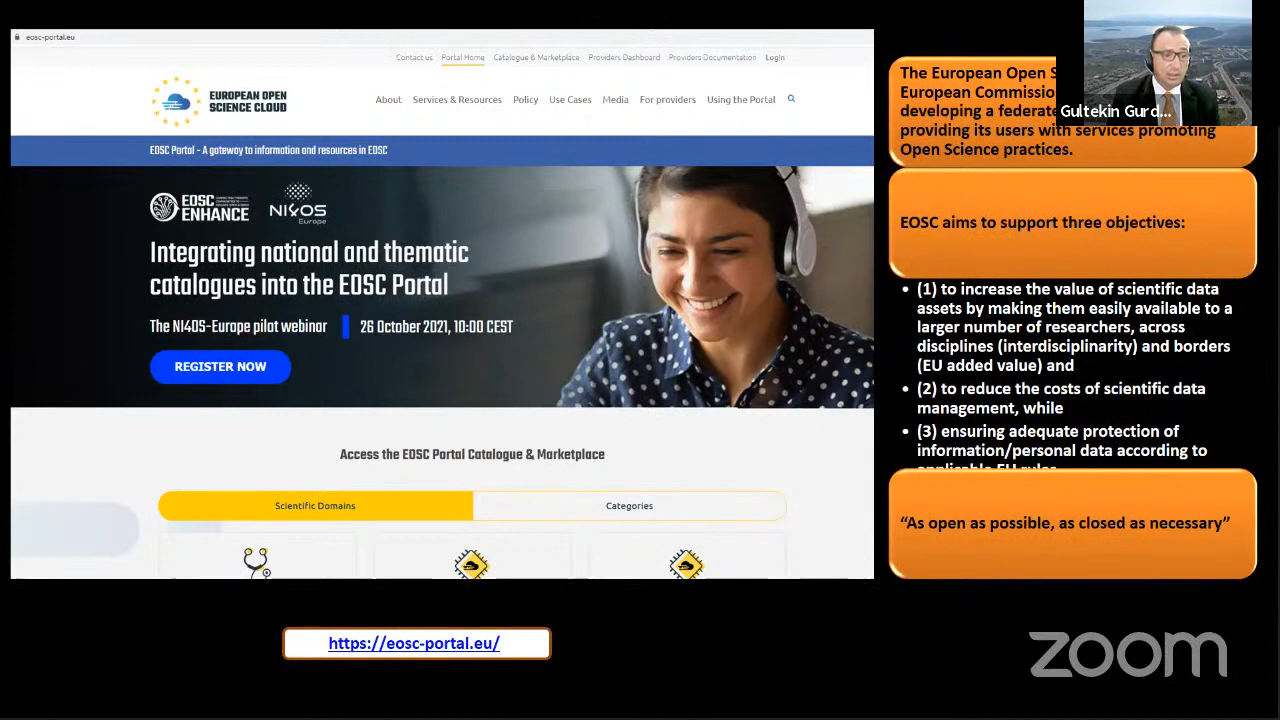 eosc-portal.eu
Contact us Portal Home Catalogue & Marketplace Providers Dashboard Providers Documentation Login
EUROPEAN OPEN
SCIENCE CLOUD
About Services & Resources Policy Use Cases Media For providers Using the Portal
EOSC Portal - A gateway to information and resources in EOSC
EOSC
ENHANCE
NI4OS
Europe
Integrating national and thematic
catalogues into the EOSC Portal
The NI4OS-Europe pilot webinar 26 October 2021, 10:00 CEST
REGISTER NOW
Access the EOSC Portal Catalogue & Marketplace
Scientific Domains Categories
https://eosc-portal.eu/
The European Open
European Commission
developing a
providing its users with services promoting
Open Science practices.
Gultekin Gurd...
EOSC aims to support three objectives:
• (1) to increase the value of scientific data
assets by making them easily available to a
larger number of researchers, across
disciplines (interdisciplinarity) and borders
(EU added value) and
• (2) to reduce the costs of scientific data
management, while
• (3) ensuring adequate protection of
information/personal data according to
applicable EU rules
“As open as possible, as closed as necessary”
zoom